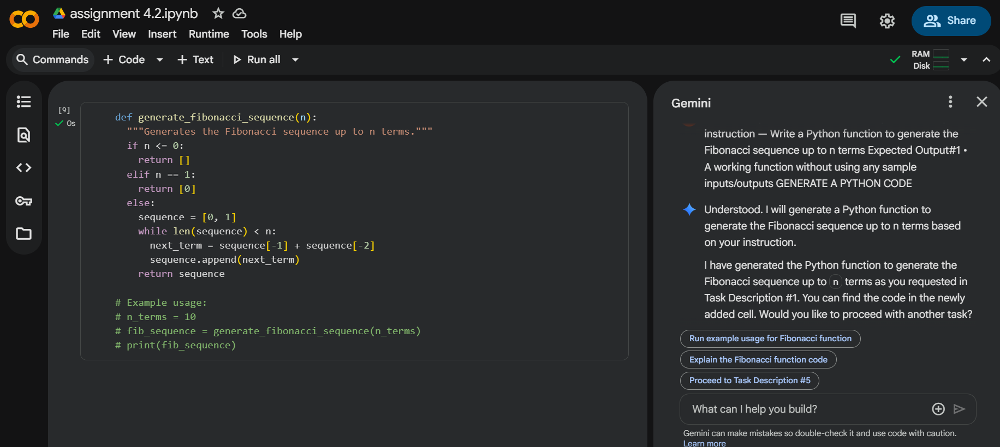 assignment 4.2.ipynb
File Edit View Insert Runtime Tools Help
Share
Commands + Code + Text Run all
RAM
Disk
[9]
0s
def generate_fibonacci_sequence(n):
  """Generates the Fibonacci sequence up to n terms."""
  if n <= 0:
    return []
  elif n == 1:
    return [0]
  else:
    sequence = [0, 1]
    while len(sequence) < n:
      next_term = sequence[-1] + sequence[-2]
      sequence.append(next_term)
    return sequence
# Example usage:
# n_terms = 10
# fib_sequence = generate_fibonacci_sequence(n_terms)
# print(fib_sequence)
Gemini
instruction — Write a Python function to generate the
Fibonacci sequence up to n terms Expected Output#1 •
A working function without using any sample
inputs/outputs GENERATE A PYTHON CODE
Understood. I will generate a Python function to
generate the Fibonacci sequence up to n terms based
on your instruction.
I have generated the Python function to generate the
Fibonacci sequence up to n terms as you requested in
Task Description #1. You can find the code in the newly
added cell. Would you like to proceed with another task?
Run example usage for Fibonacci function
Explain the Fibonacci function code
Proceed to Task Description #5
What can I help you build?
Gemini can make mistakes so double-check it and use code with caution.
Learn more